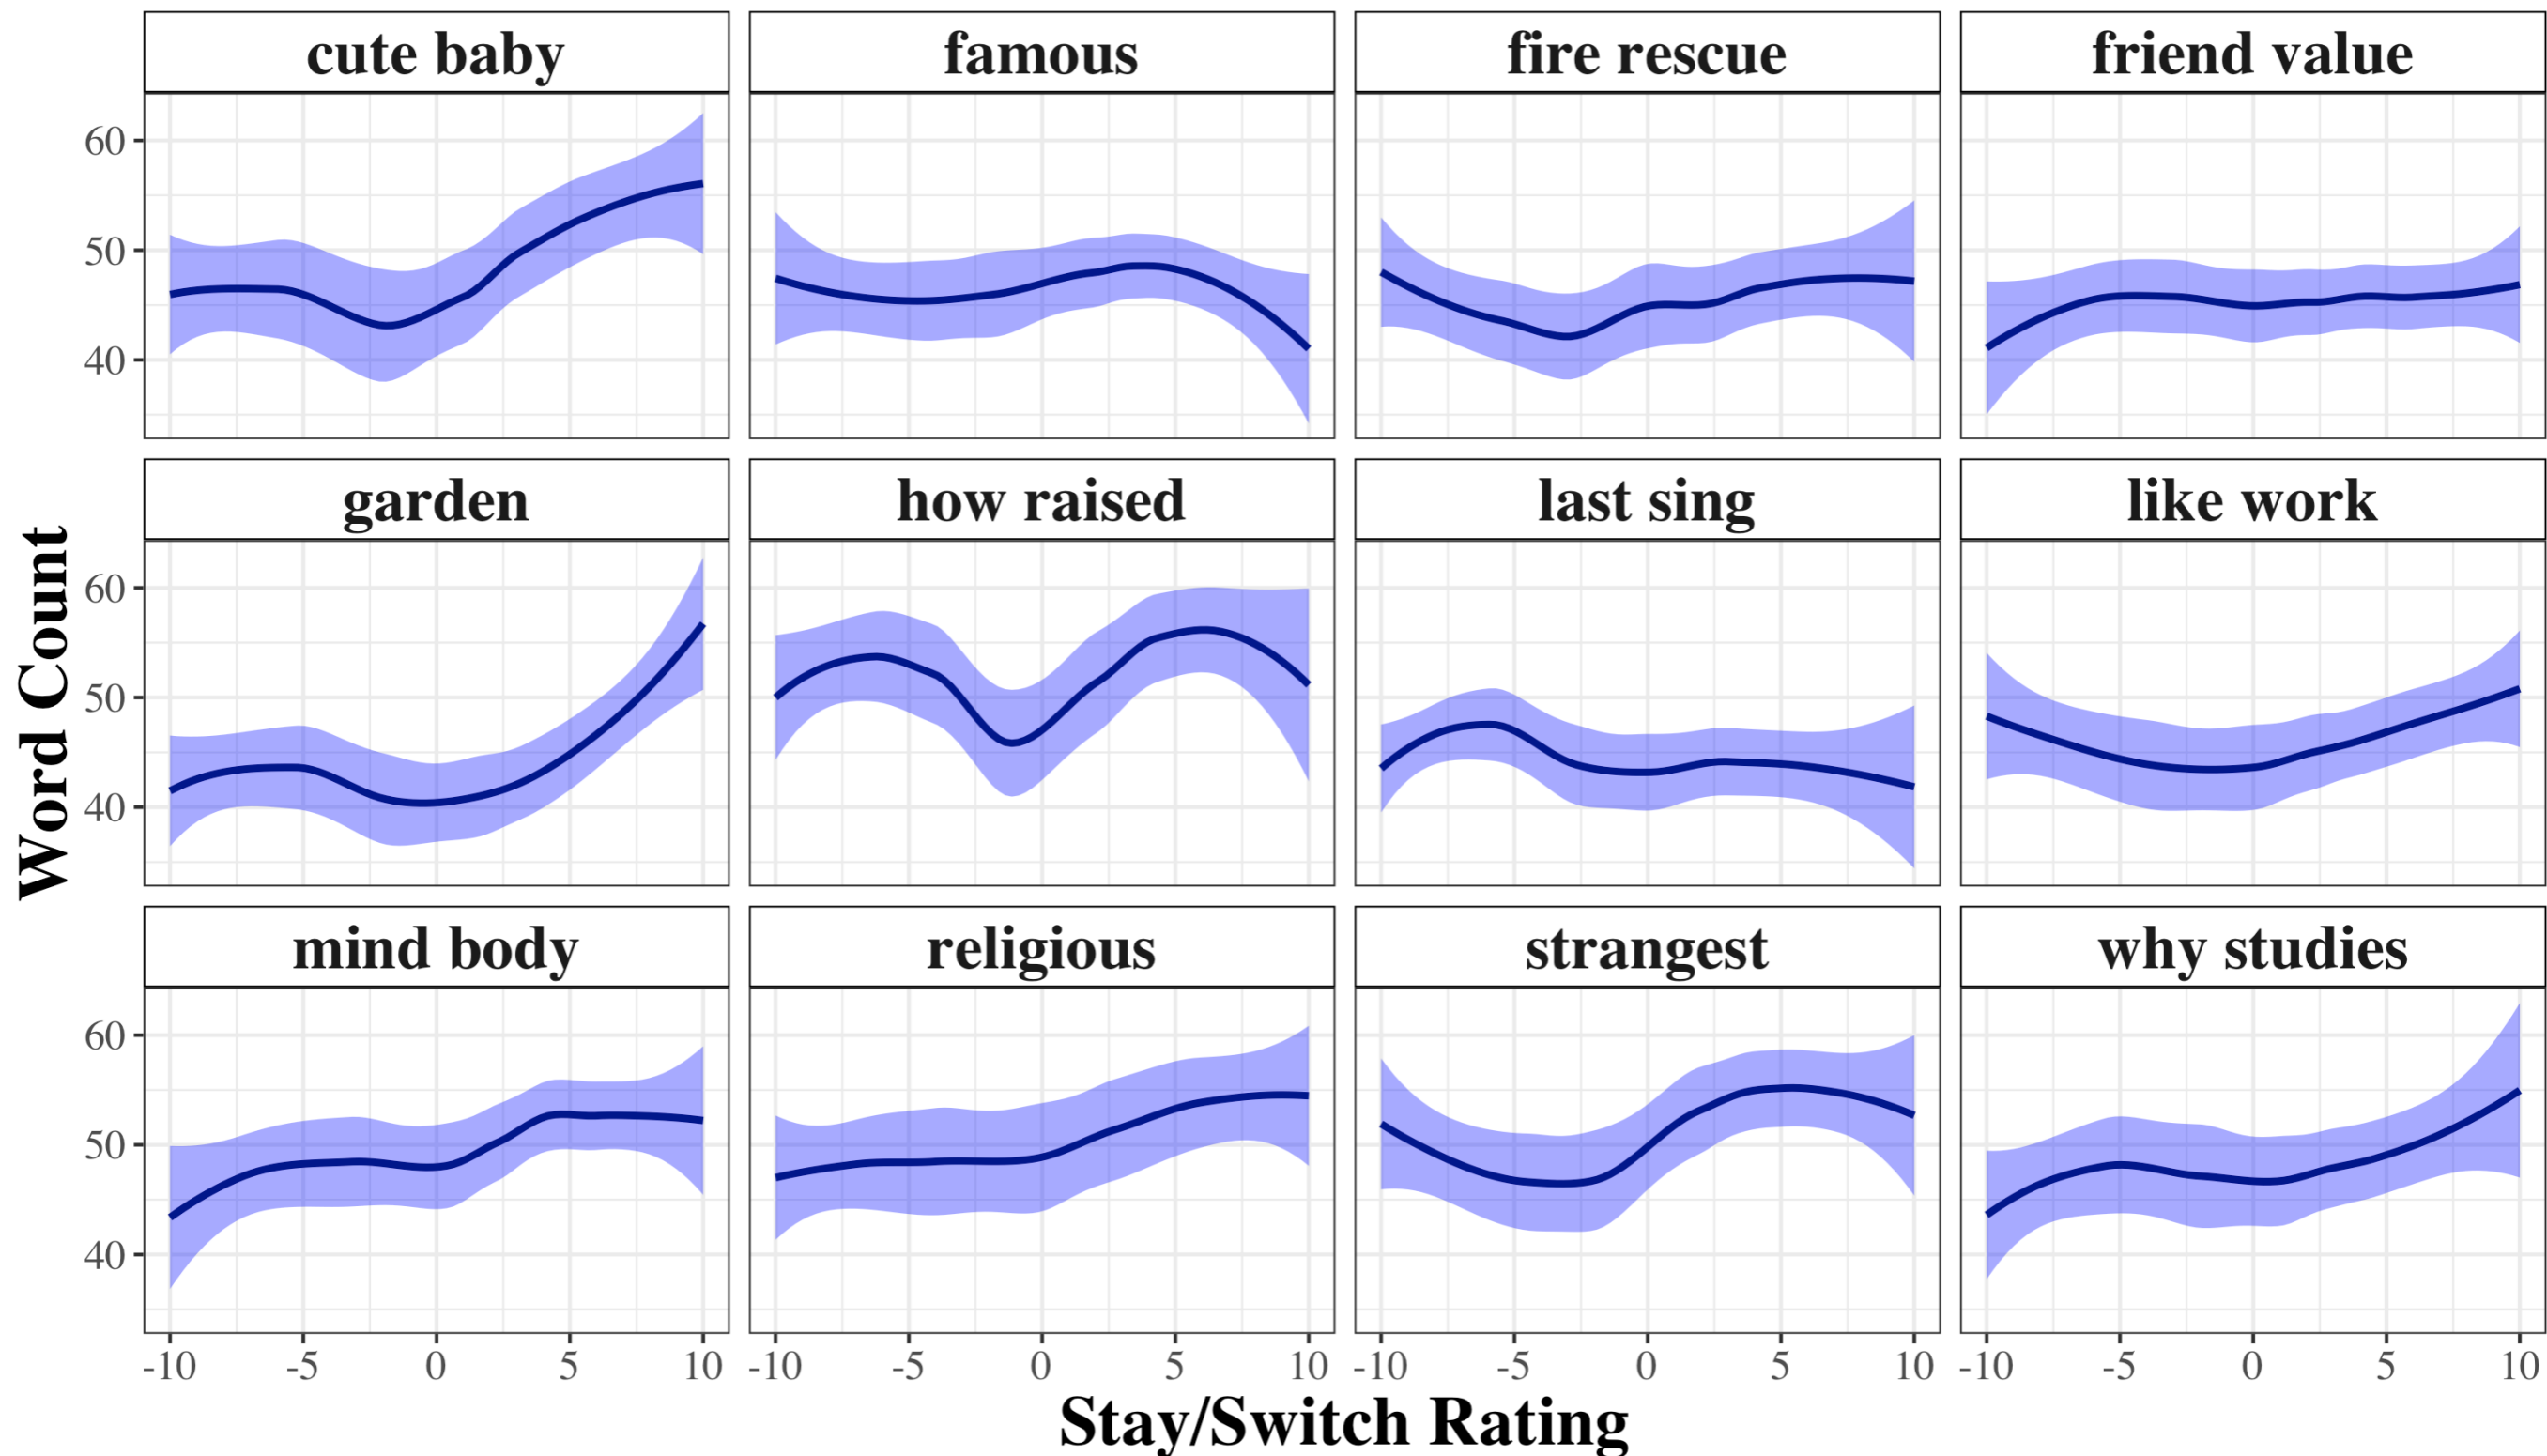 cute baby famous fire rescue friend value
60
50
40
garden how raised last sing like work
60
50
40
mind body religious strangest why studies
60
50
40
-10 -5 0 5 10 -10 -5 0 5 10 -10 -5 0 5 10 -10 -5 0 5 10
Word Count
Stay/Switch Rating